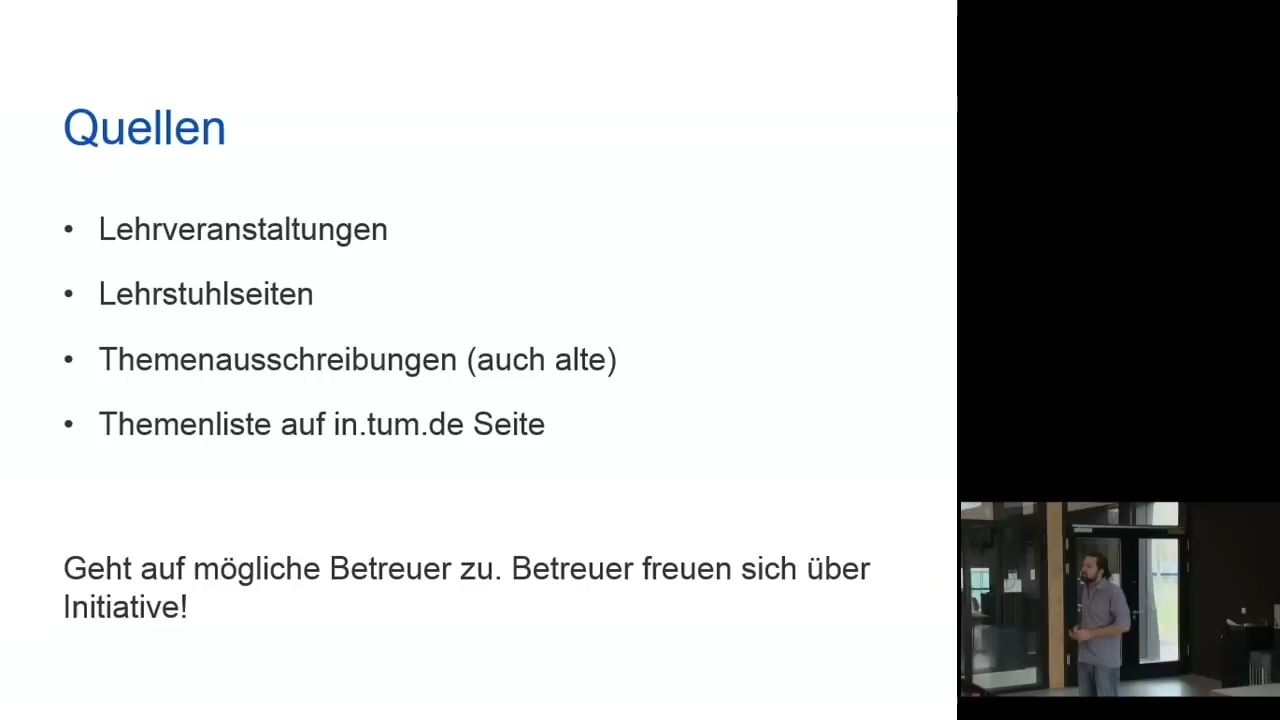 Quellen
• Lehrveranstaltungen
• Lehrstuhlseiten
• Themenausschreibungen (auch alte)
• Themenliste auf in.tum.de Seite
Geht auf mögliche Betreuer zu. Betreuer freuen sich über
Initiative!